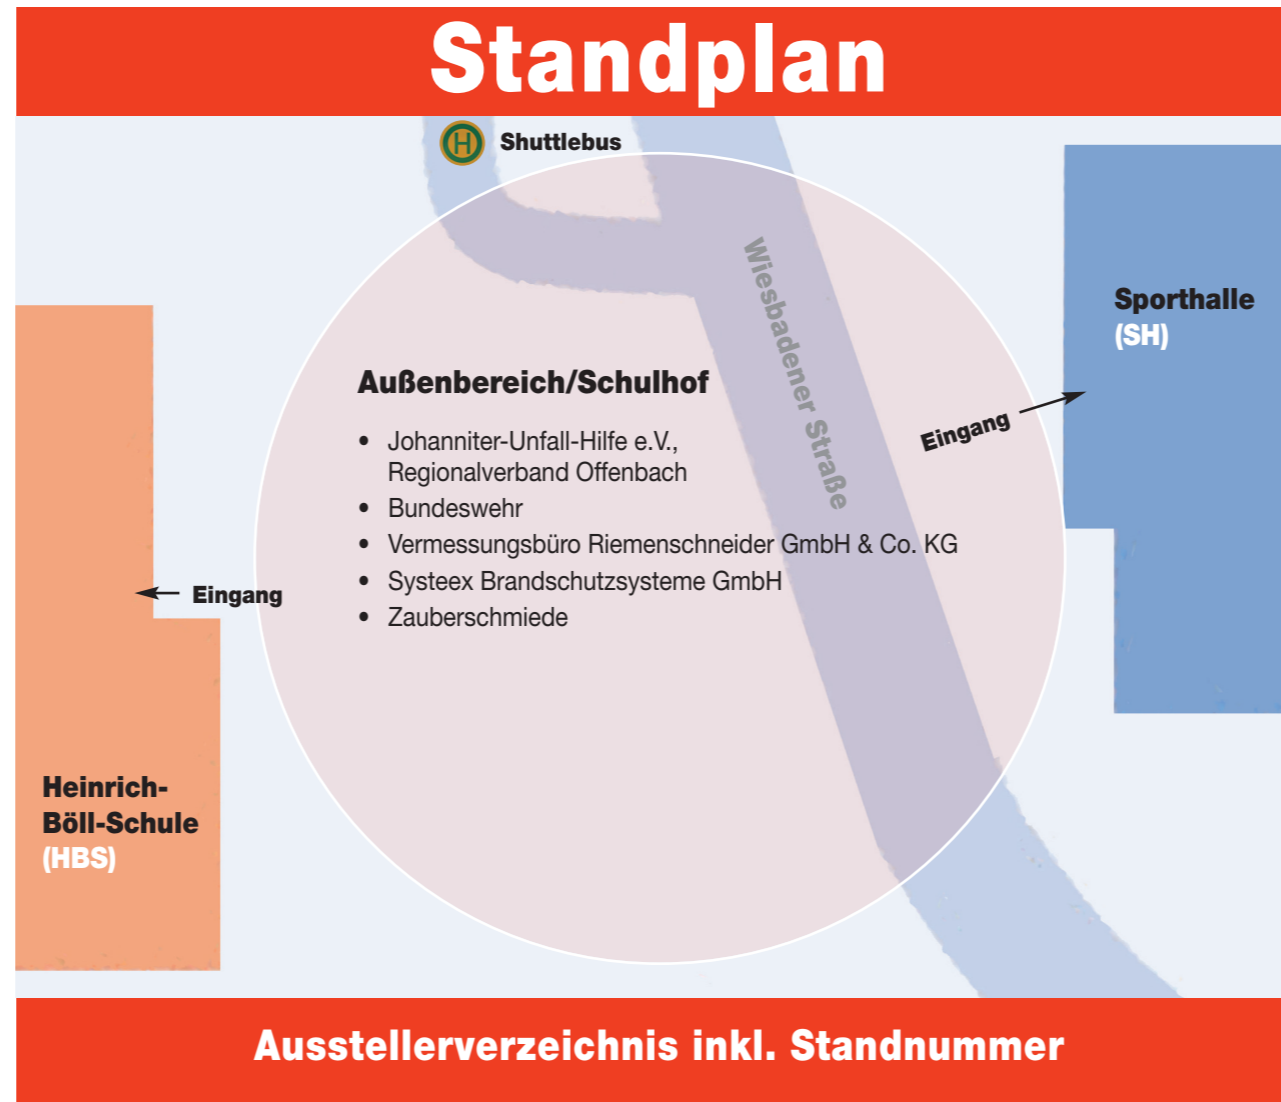 Standplan
H Shuttlebus
Wiesbadener Straße
Sporthalle
(SH)
Eingang
Außenbereich/Schulhof
• Johanniter-Unfall-Hilfe e.V.,
Regionalverband Offenbach
• Bundeswehr
• Vermessungsbüro Riemenschneider GmbH & Co. KG
• Systeex Brandschutzsysteme GmbH
• Zauberschmiede
Eingang
Heinrich-
Böll-Schule
(HBS)
Ausstellerverzeichnis inkl. Standnummer